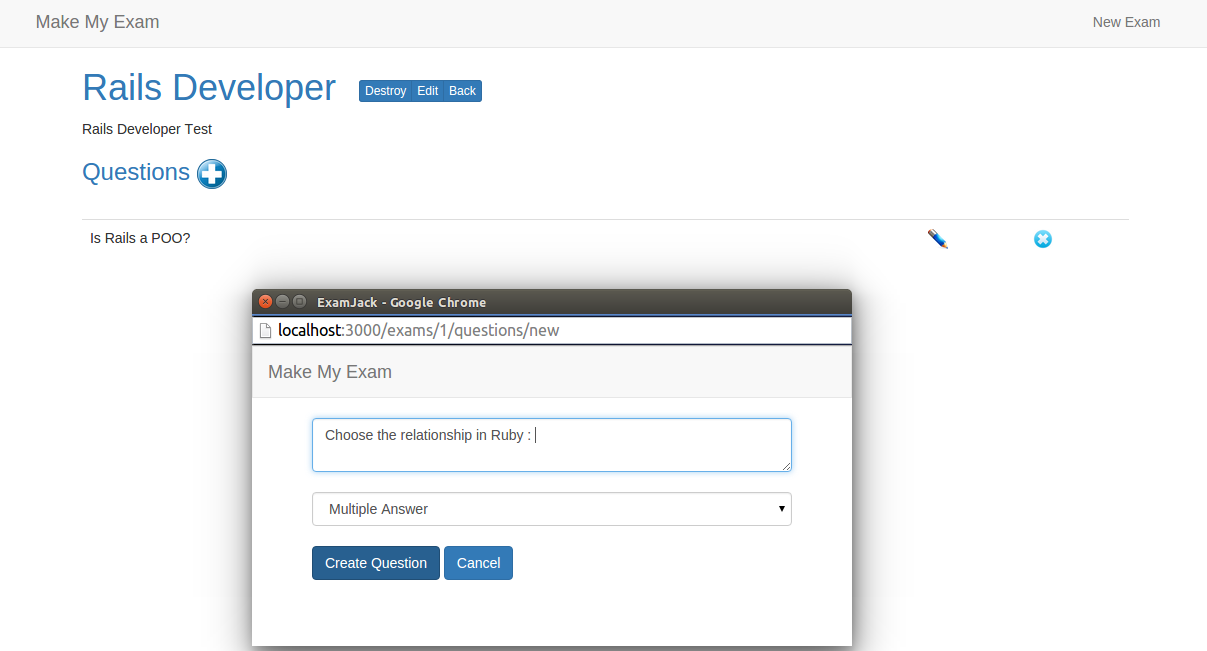 Make My Exam New Exam
Rails Developer Destroy Edit Back
Rails Developer Test
Questions
Is Rails a POO?
ExamJack - Google Chrome
localhost:3000/exams/1/questions/new
Make My Exam
Choose the relationship in Ruby :
Multiple Answer
Create Question Cancel